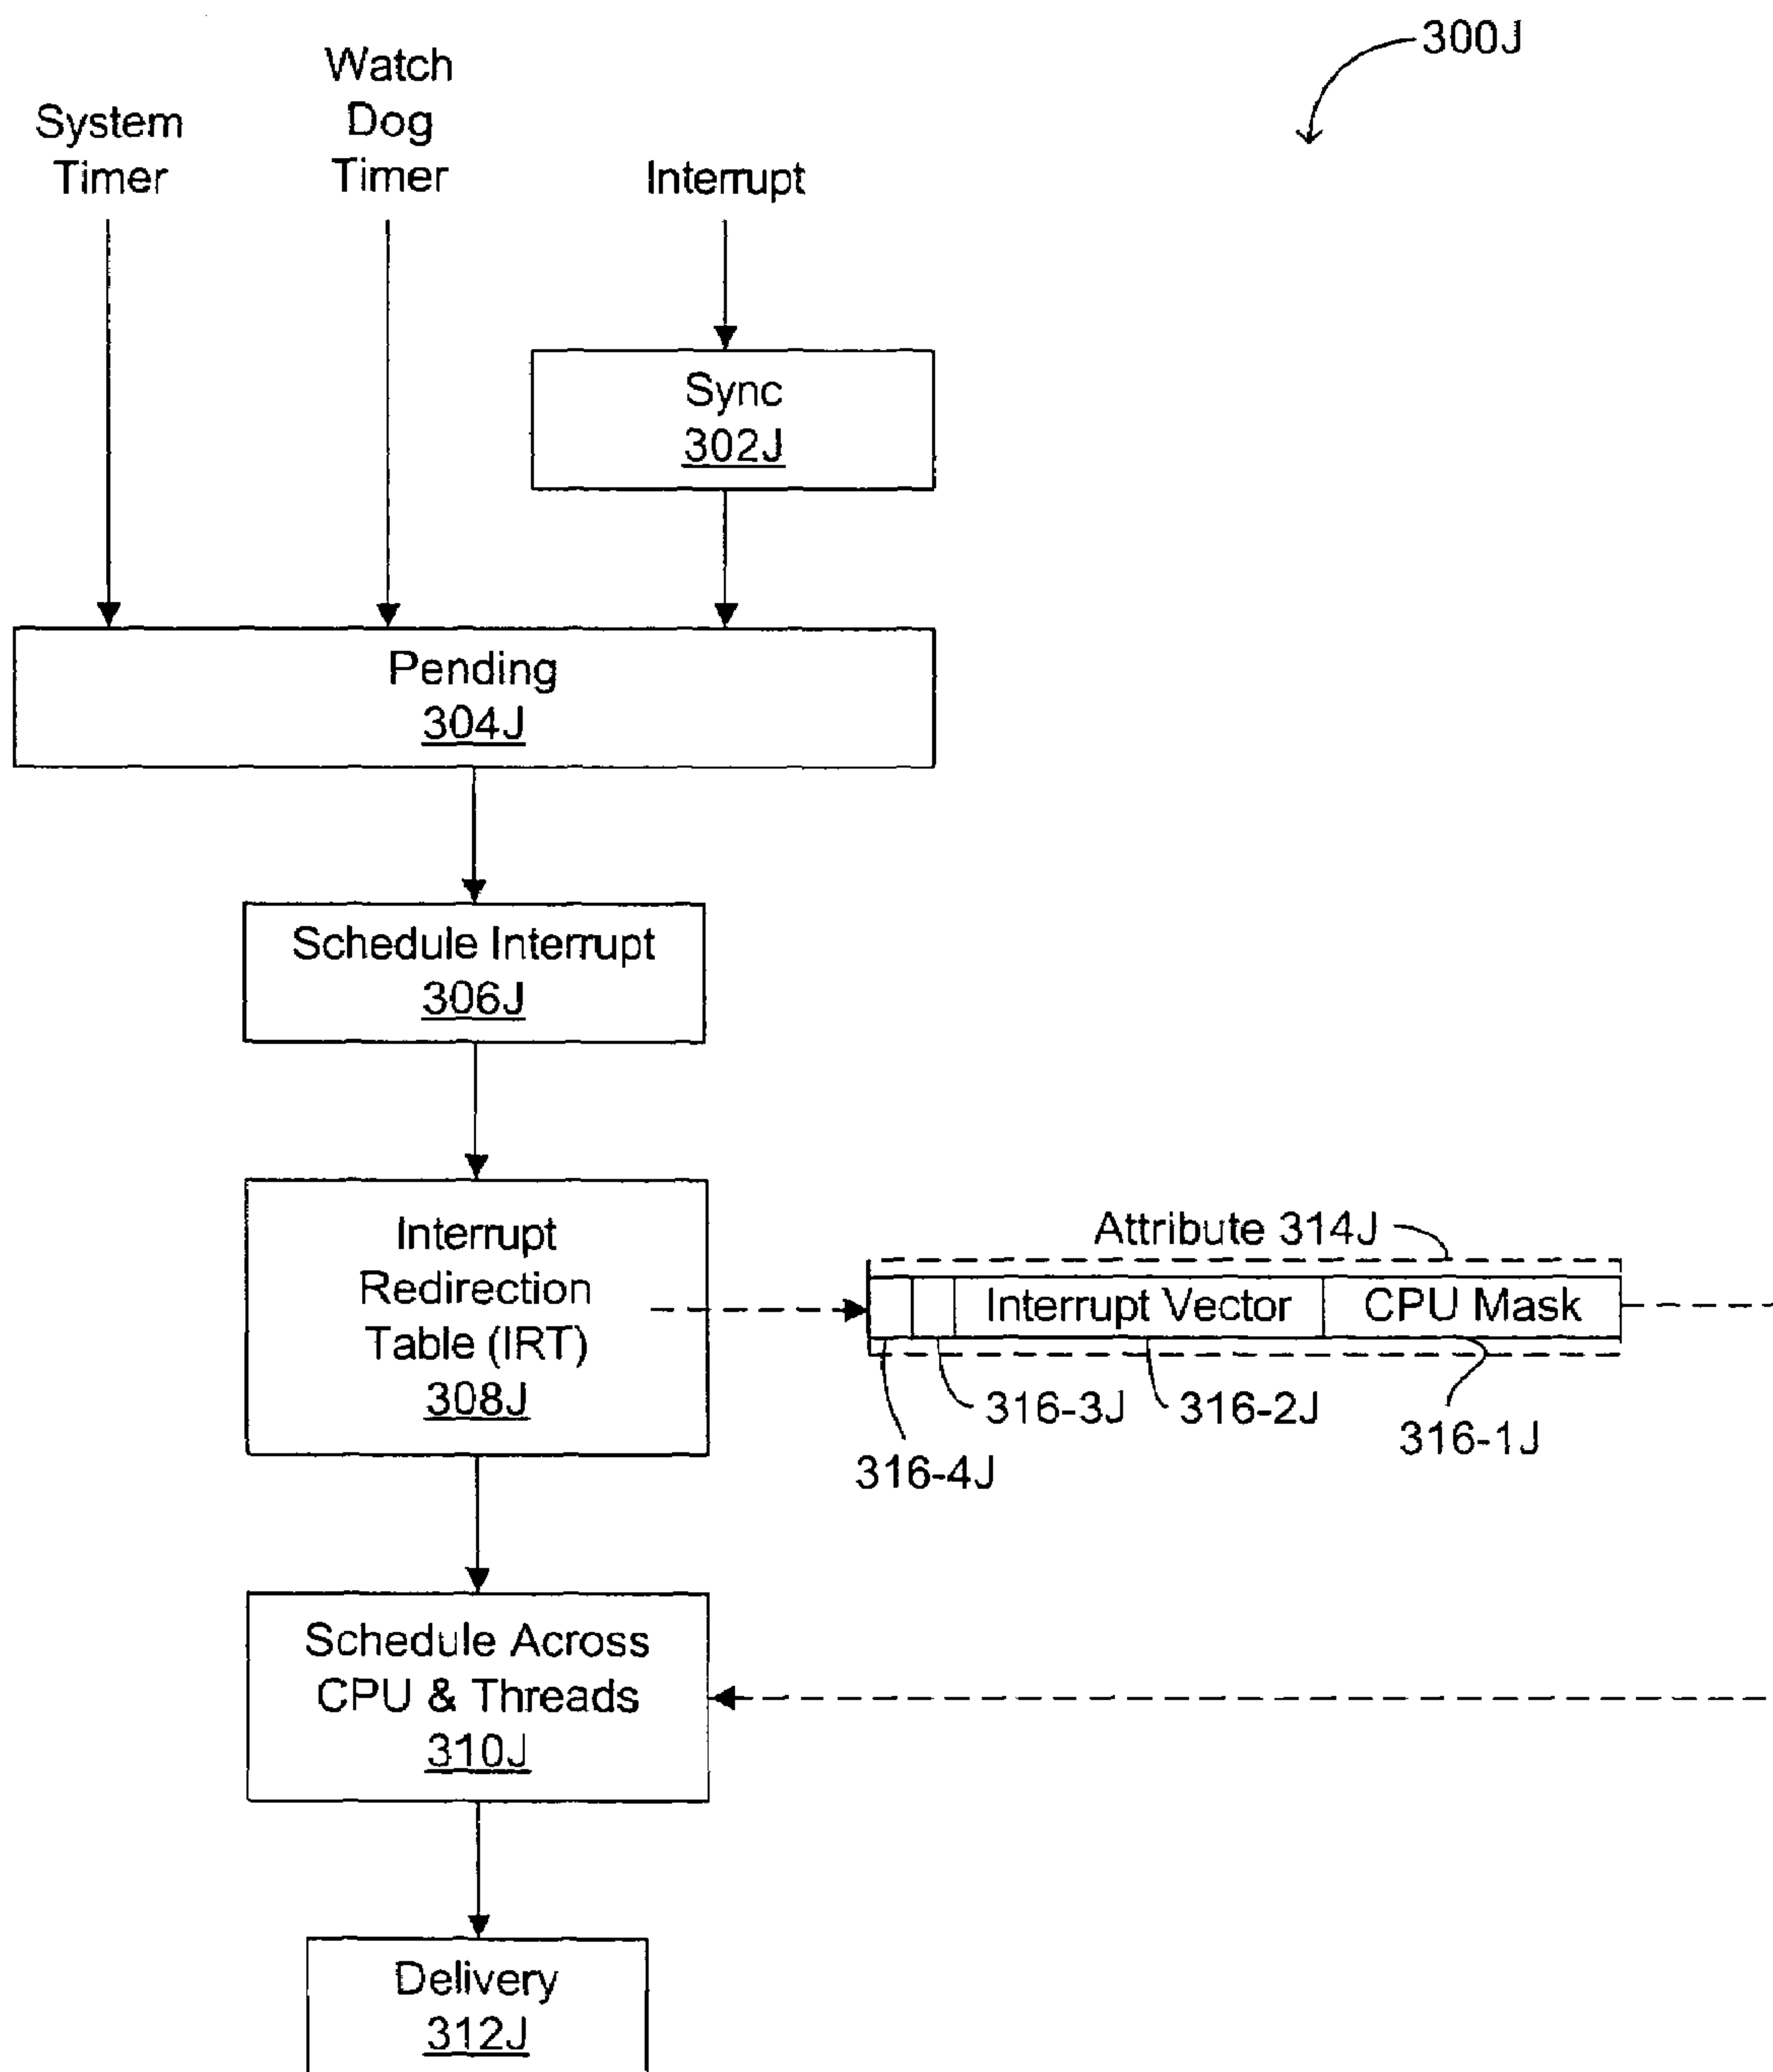 300J
System
Timer
Watch
Dog
Timer
Interrupt
Sync
302J
Pending
304J
Schedule Interrupt
306J
Interrupt
Redirection
Table (IRT)
308J
Attribute 314J
Interrupt Vector
CPU Mask
316-4J
316-3J
316-2J
316-1J
Schedule Across
CPU & Threads
310J
Delivery
312J